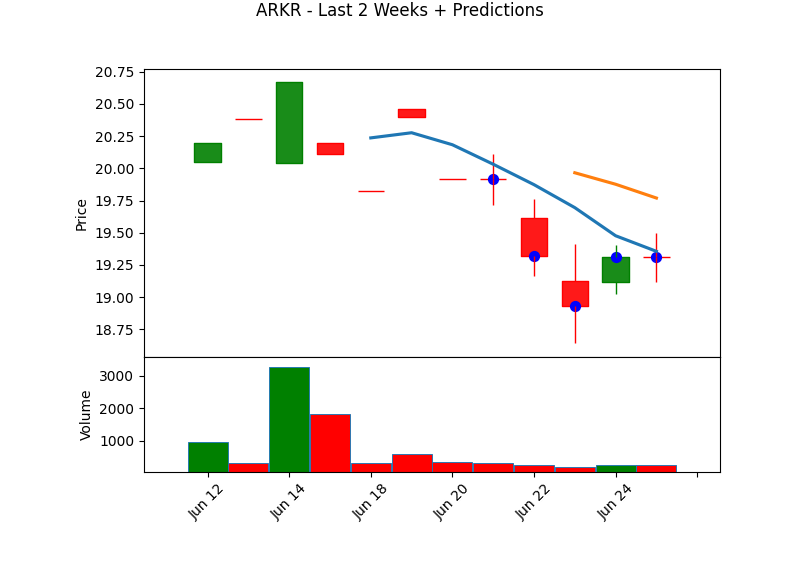 ARKR - Last 2 Weeks + Predictions
Price
20.75
20.50
20.25
20.00
19.75
19.50
19.25
19.00
18.75
Volume
3000
2000
1000
Jun 12
Jun 14
Jun 18
Jun 20
Jun 22
Jun 24